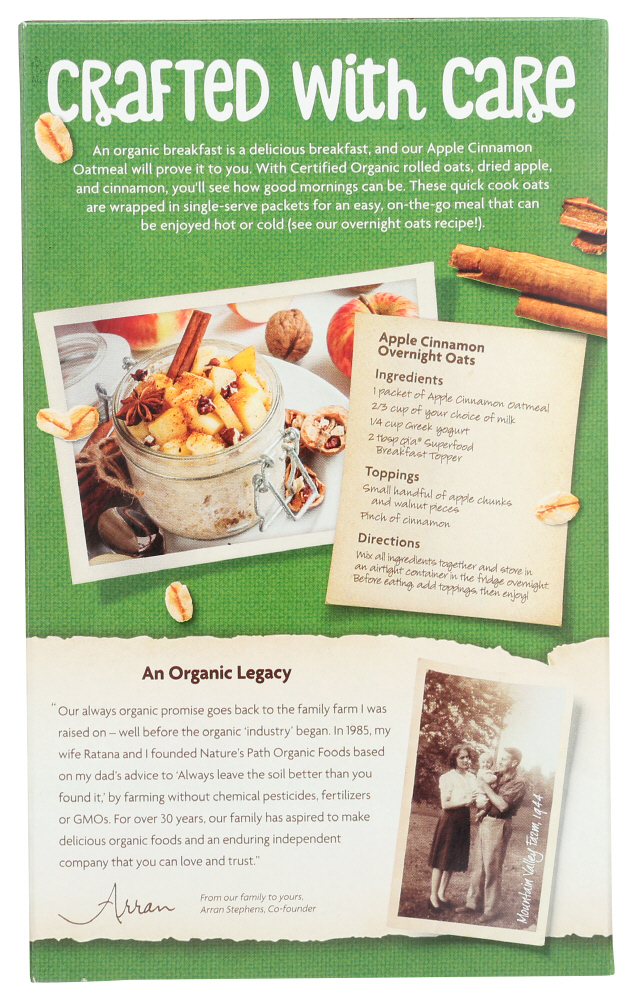 CRAFTED With CARE
An organic breakfast is a delicious breakfast, and our Apple Cinnamon
Oatmeal will prove it to you. With Certified Organic rolled oats, dried apple,
and cinnamon, you'll see how good mornings can be. These quick cook oats
are wrapped in single-serve packets for an easy, on-the-go meal that can
be enjoyed hot or cold (see our overnight oats recipe!).
Apple Cinnamon
Overnight Oats
Ingredients
1 packet of Apple Cinnamon Oatmeal
2/3 cup of your choice of milk
1/4 cup Greek yogurt
2 tbsp Qi'a® Superfood
Breakfast Topper
Toppings
Small handful of apple chunks
and walnut pieces
Pinch of cinnamon
Directions
Mix all ingredients together and store in
an airtight container in the fridge overnight.
Before eating, add toppings, then enjoy!
An Organic Legacy
"Our always organic promise goes back to the family farm I was
raised on – well before the organic 'industry' began. In 1985, my
wife Ratana and I founded Nature's Path Organic Foods based
on my dad's advice to 'Always leave the soil better than you
found it,' by farming without chemical pesticides, fertilizers
or GMOs. For over 30 years, our family has aspired to make
delicious organic foods and an enduring independent
company that you can love and trust."
Arran
From our family to yours,
Arran Stephens, Co-founder
Mountain Valley Farm, 1944